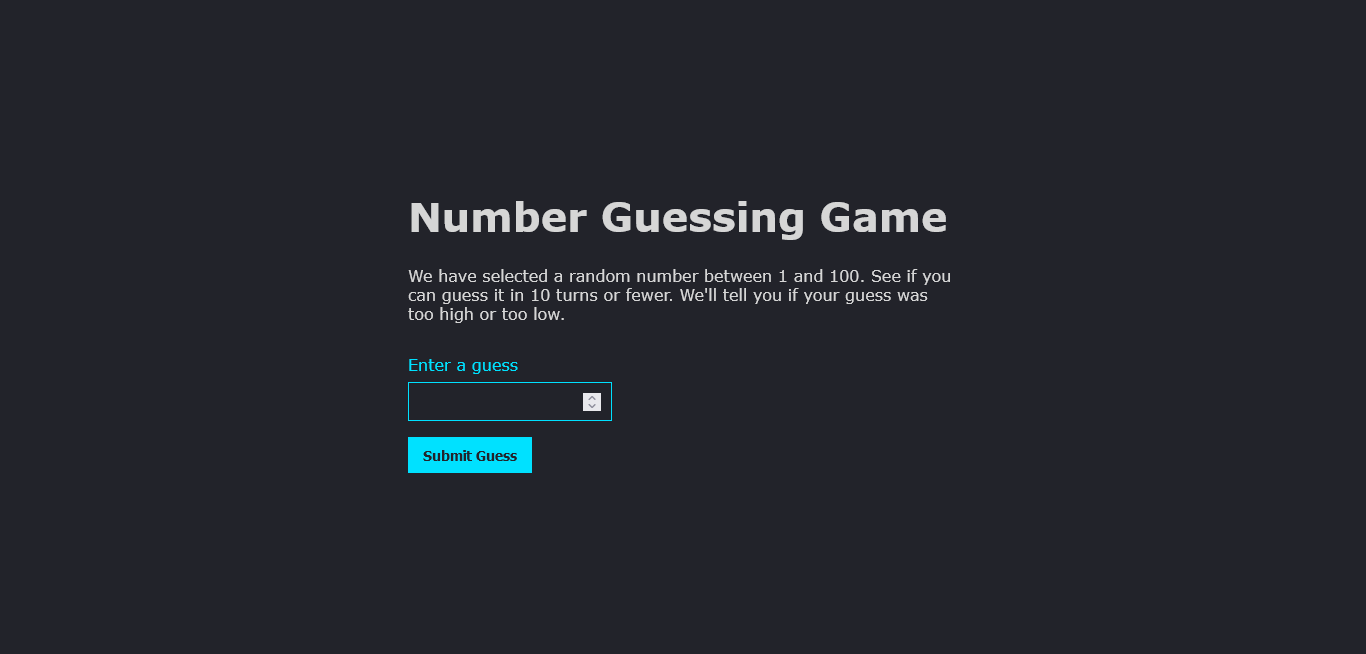 Number Guessing Game
We have selected a random number between 1 and 100. See if you
can guess it in 10 turns or fewer. We'll tell you if your guess was
too high or too low.
Enter a guess
Submit Guess